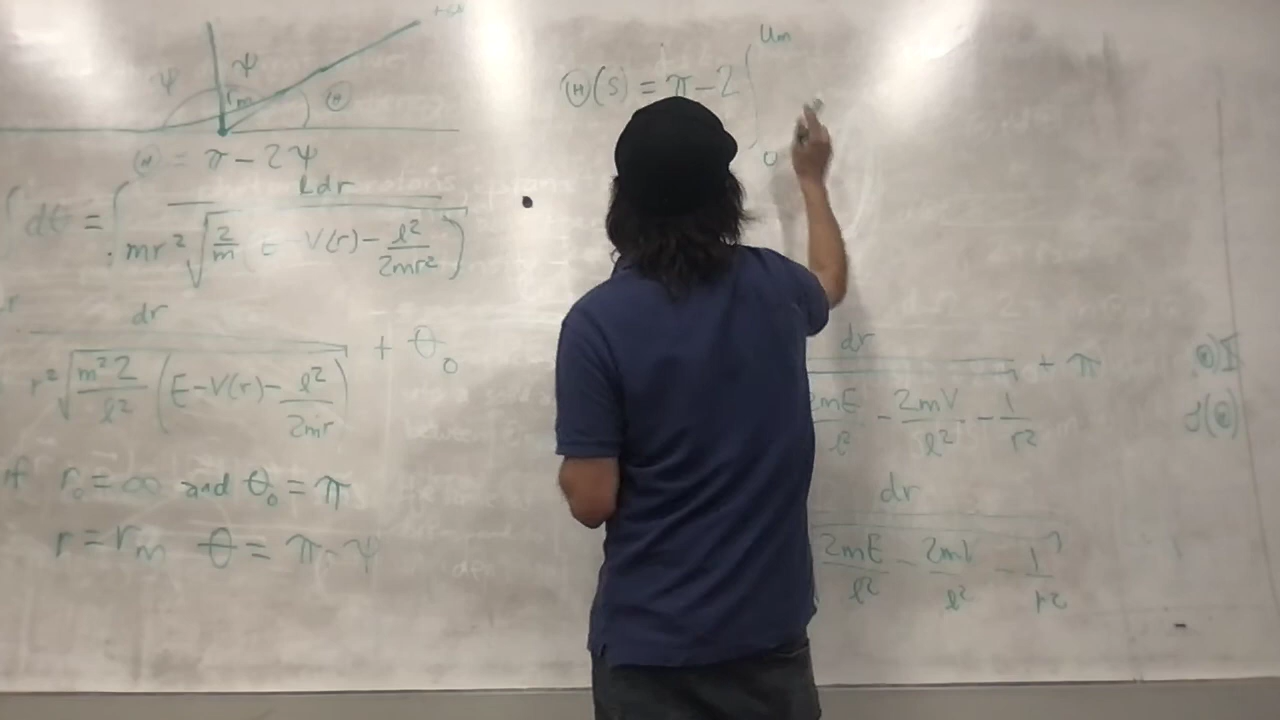 ψ ψ
r_m Θ
Θ = π - 2ψ
∫ dθ = ∫ ldr / mr² √(2/m (E - V(r) - l²/2mr²))
dr / r² √(m²2/l² (E - V(r) - l²/2mr)) + θ₀
if r₀ = ∞ and θ₀ = π
r = r_m θ = π - ψ
Θ(s) = π - 2 ∫₀^{u_m}
dr / 2mE/l² - 2mV/l² - 1/r² + π
dr / 2mE/l² - 2mV/l² - 1/r²